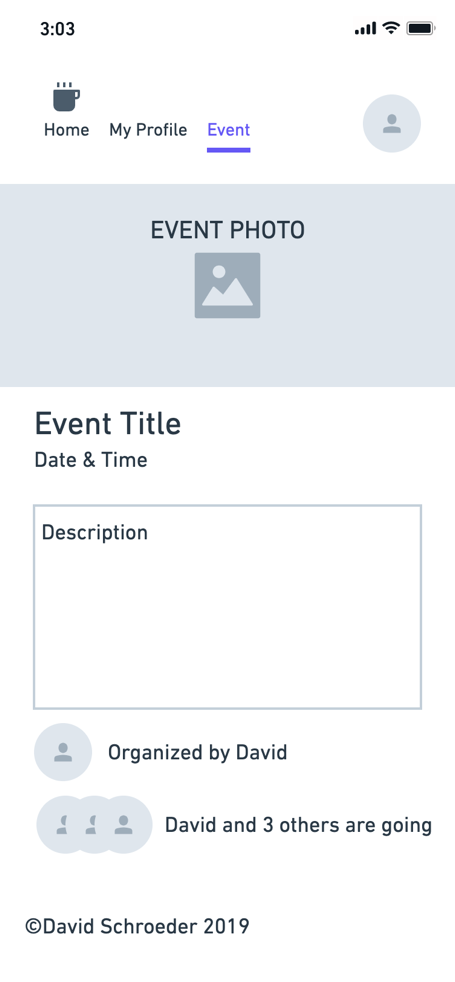 3:03
Home My Profile Event
EVENT PHOTO
Event Title
Date & Time
Description
Organized by David
David and 3 others are going
©David Schroeder 2019